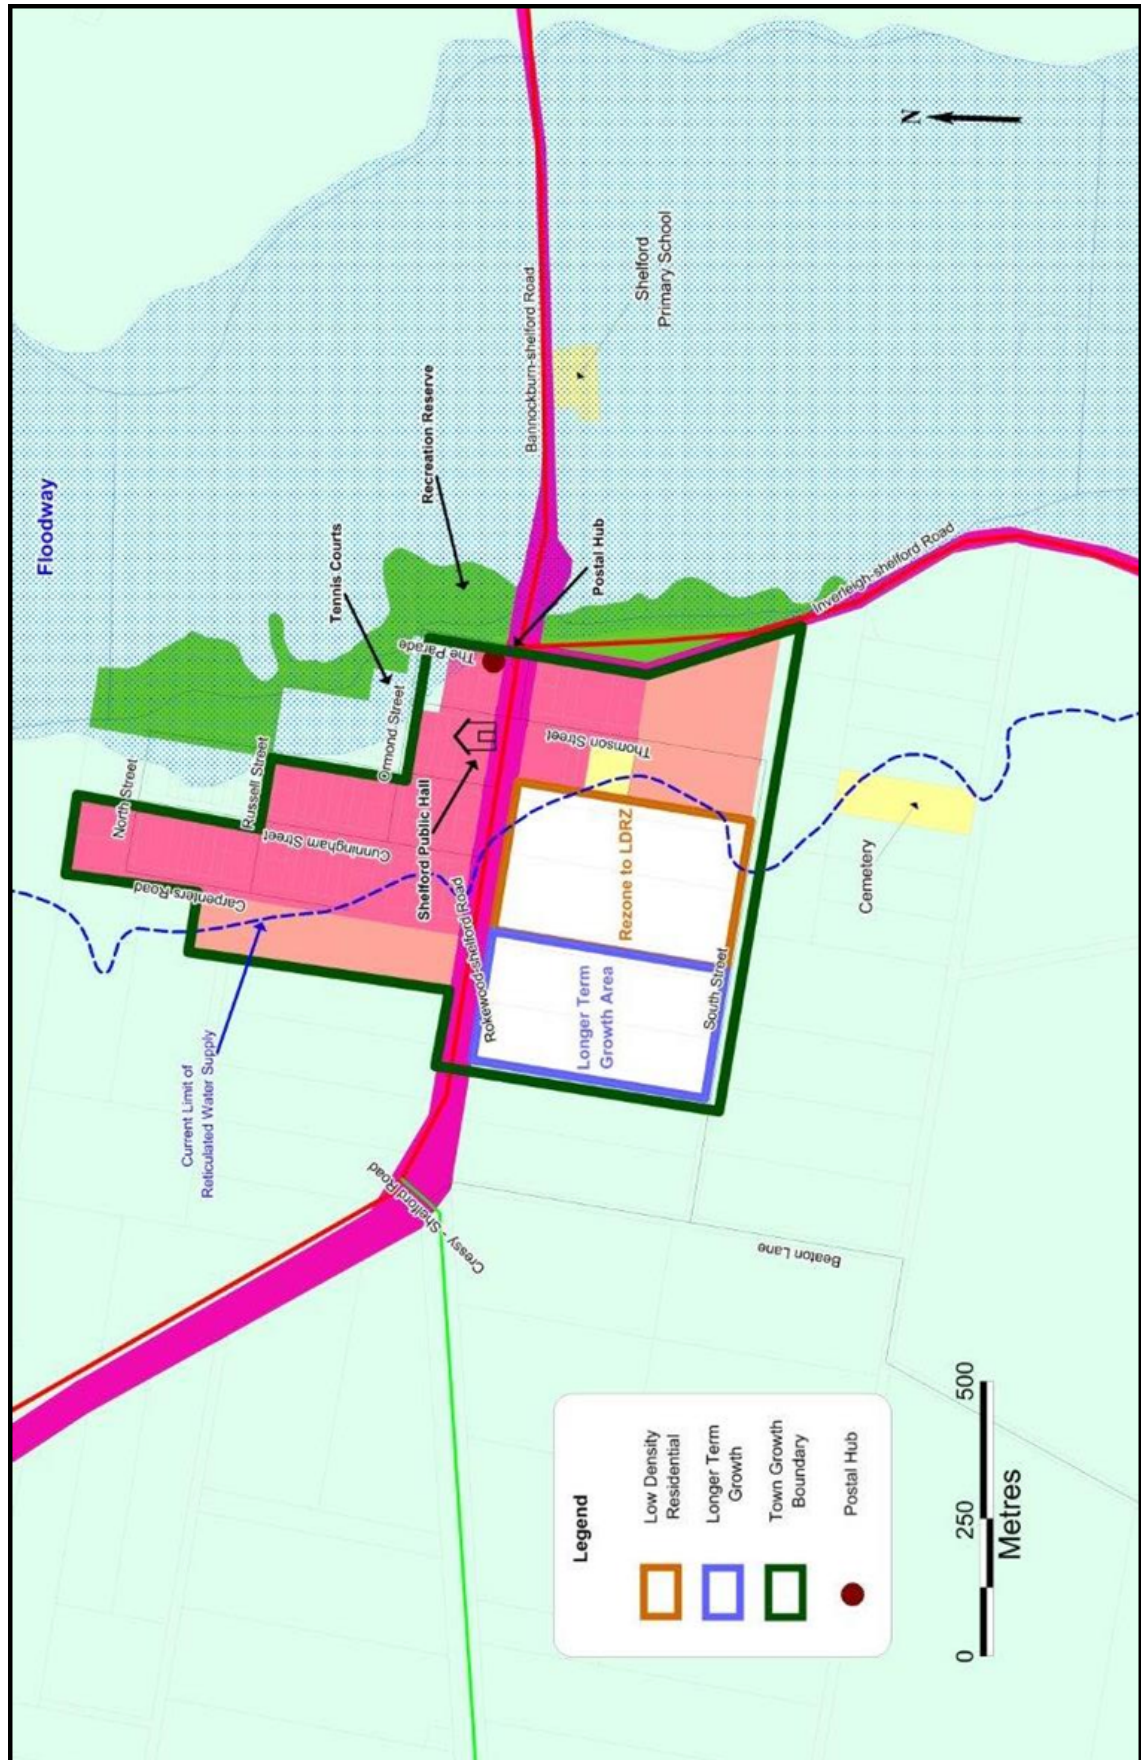 Floodway
North Street
Russell Street
Tennis Courts
Recreation Reserve
Ormond Street
The Parade
Cunningham Street
Carpenters Road
Current Limit of
Reticulated Water Supply
Shelford Public Hall
Rokewood-shelford Road
Bannockburn-shelford Road
Postal Hub
Shelford
Primary School
N
Thomson Street
Inverleigh-shelford Road
Rezone to LDRZ
Longer Term
Growth Area
South Street
Cemetery
Cressy - Shelford Road
Beaton Lane
Legend
Low Density
Residential
Longer Term
Growth
Town Growth
Boundary
Postal Hub
0 250 500
Metres